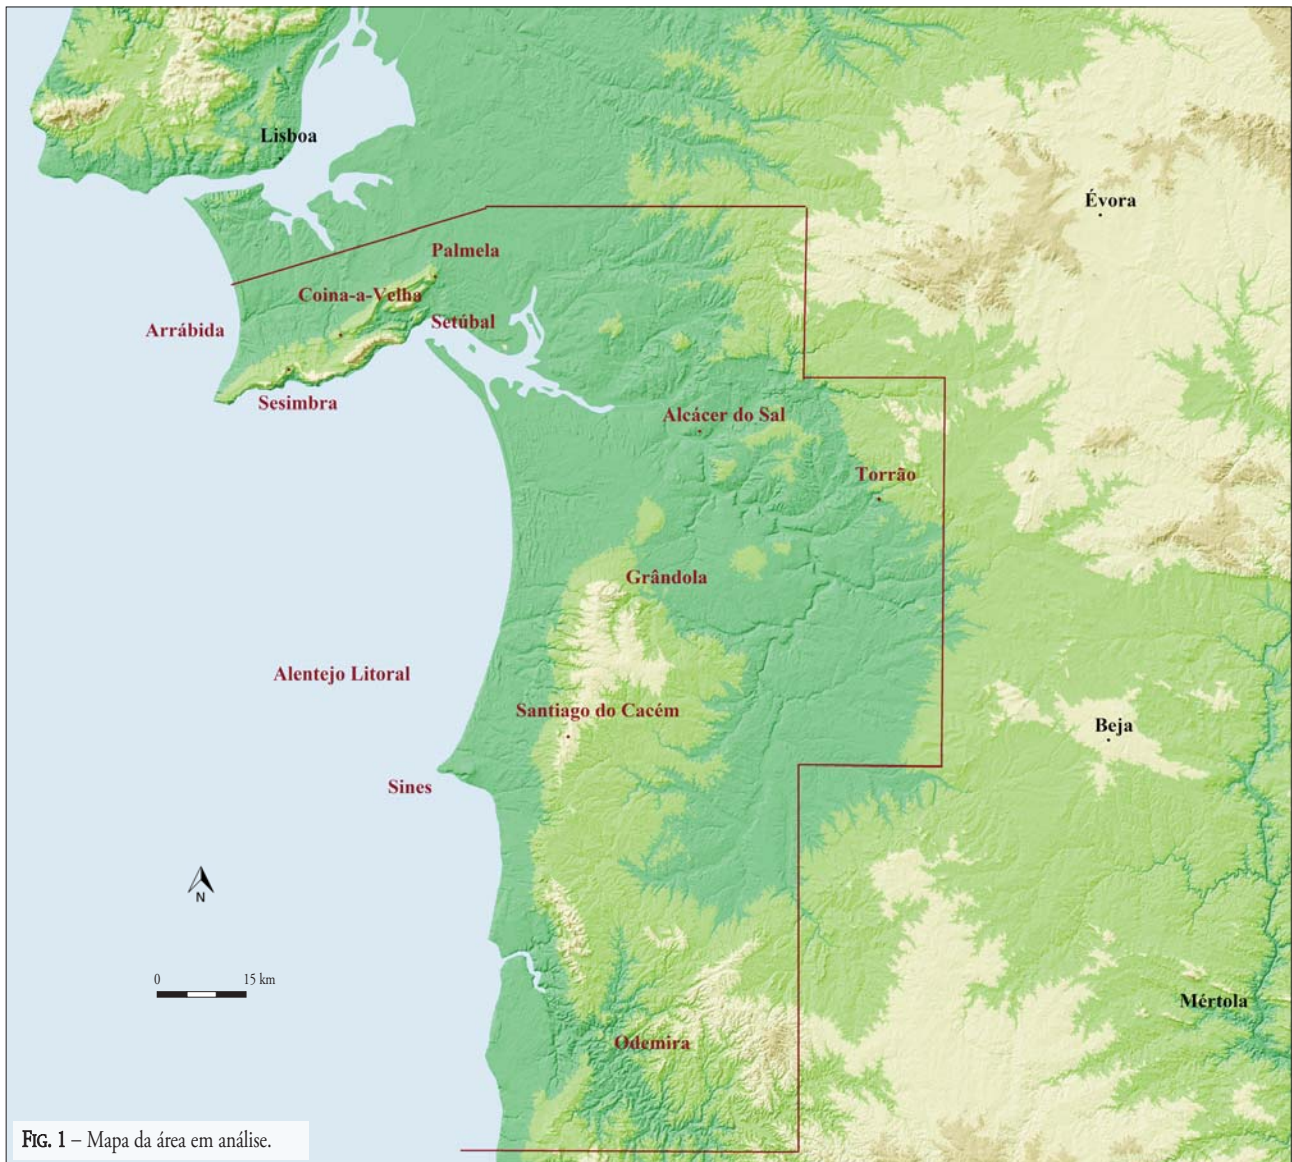 Lisboa
Évora
Palmela
Coina-a-Velha
Arrábida
Setúbal
Sesimbra
Alcácer do Sal
Torrão
Grândola
Alentejo Litoral
Santiago do Cacém
Beja
Sines
N
0 15 km
Mértola
Odemira
FIG. 1 – Mapa da área em análise.